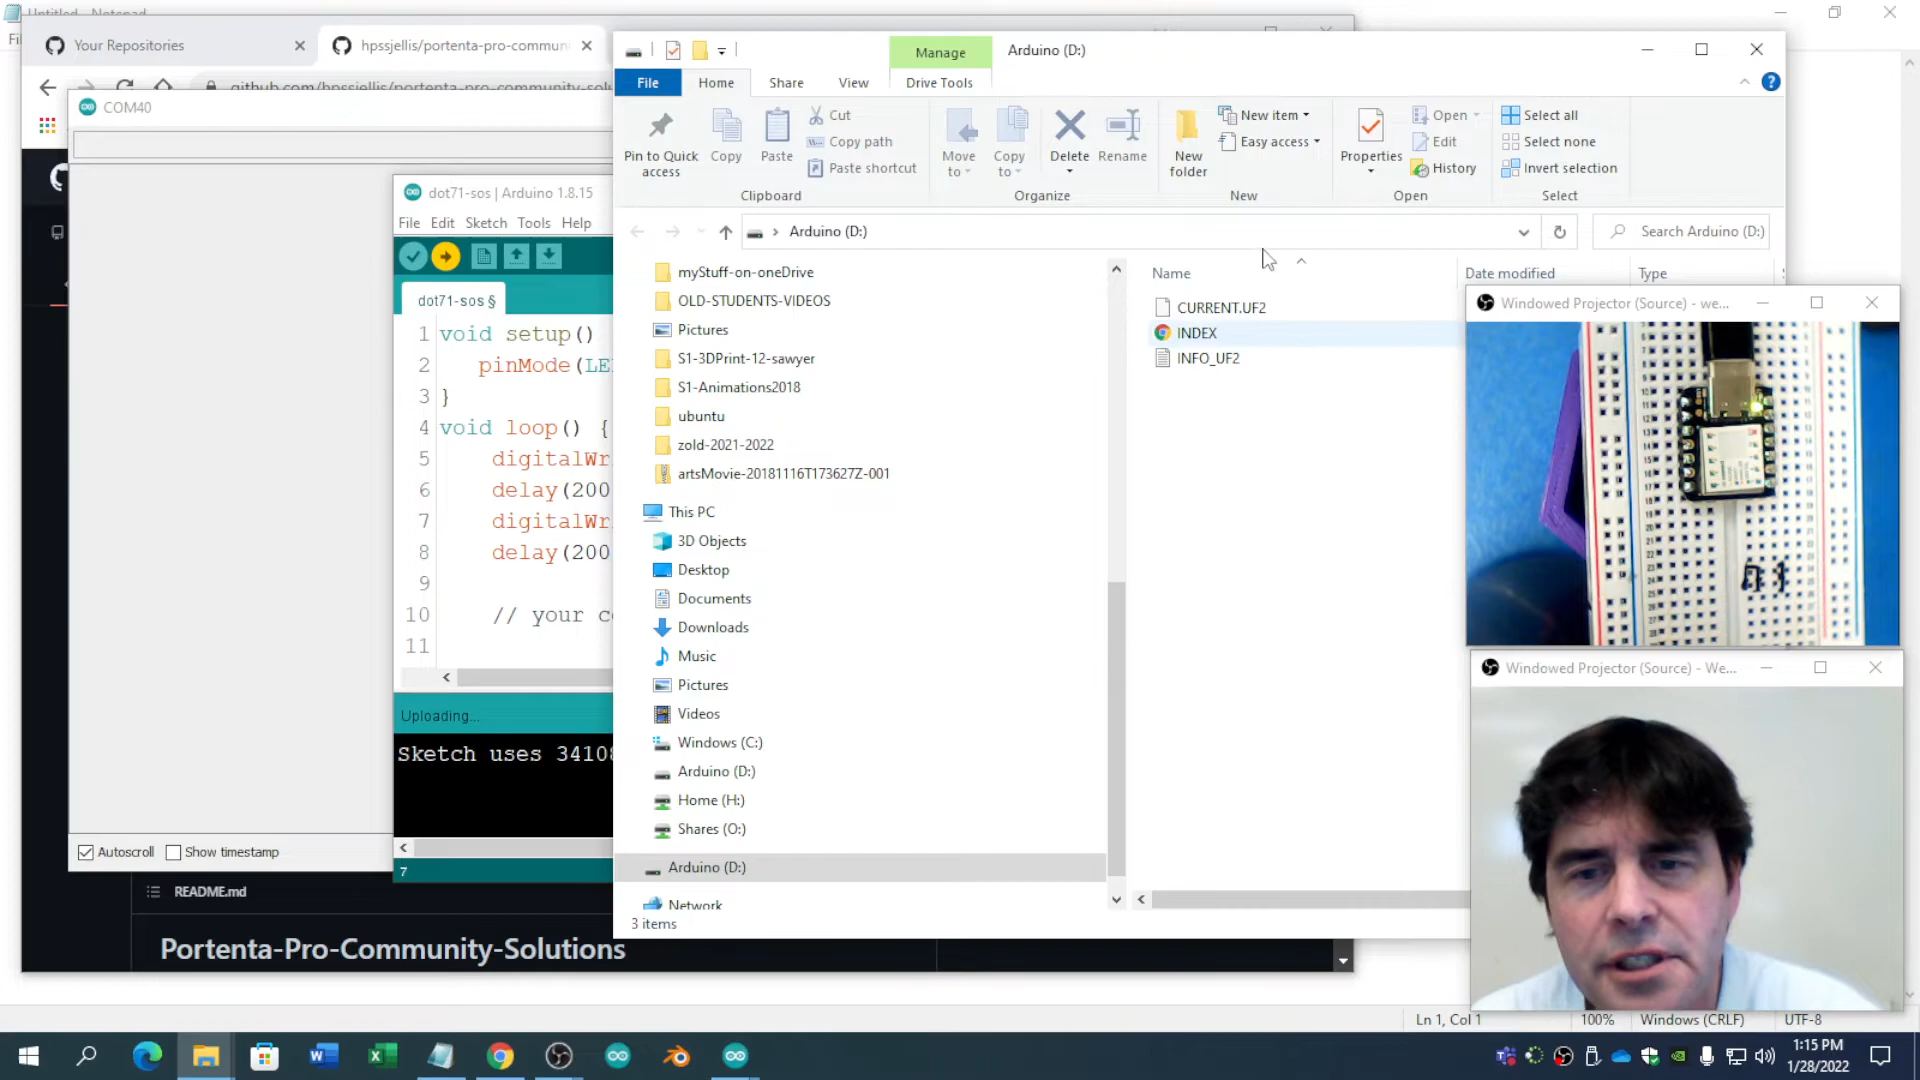 Untitled - Notepad
Your Repositories
hpssjellis/portenta-pro-commun
github.com/hpssjellis/portenta-pro-community-solu
COM40
Autoscroll
Show timestamp
README.md
Portenta-Pro-Community-Solutions
dot71-sos | Arduino 1.8.15
File Edit Sketch Tools Help
dot71-sos §
1 void setup()
2 pinMode(LE
3 }
4 void loop() {
5 digitalWr
6 delay(200
7 digitalWr
8 delay(200
9
10 // your c
11
Uploading...
Sketch uses 34108
7
Manage
Arduino (D:)
File
Home
Share
View
Drive Tools
Pin to Quick access
Copy
Paste
Cut
Copy path
Paste shortcut
Clipboard
Move to
Copy to
Delete
Rename
Organize
New folder
New item
Easy access
New
Properties
Open
Edit
History
Open
Select all
Select none
Invert selection
Select
Arduino (D:)
Search Arduino (D:)
myStuff-on-oneDrive
OLD-STUDENTS-VIDEOS
Pictures
S1-3DPrint-12-sawyer
S1-Animations2018
ubuntu
zold-2021-2022
artsMovie-20181116T173627Z-001
This PC
3D Objects
Desktop
Documents
Downloads
Music
Pictures
Videos
Windows (C:)
Arduino (D:)
Home (H:)
Shares (O:)
Arduino (D:)
Network
3 items
Name
Date modified
Type
CURRENT.UF2
INDEX
INFO_UF2
Windowed Projector (Source) - we...
Windowed Projector (Source) - We...
Ln 1, Col 1
100%
Windows (CRLF)
UTF-8
1:15 PM
1/28/2022